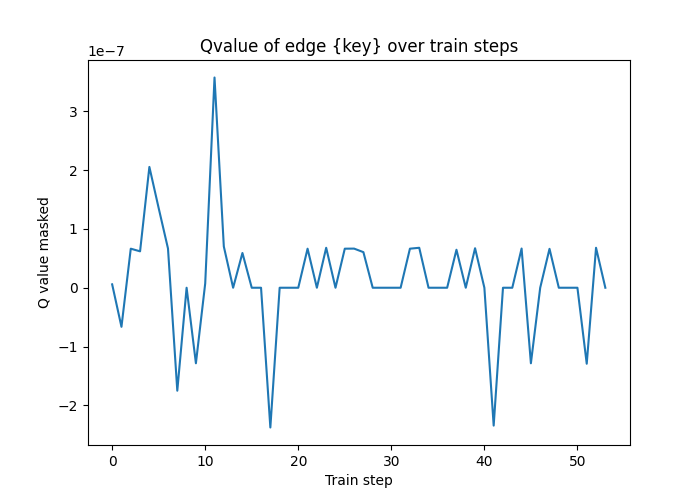 Qvalue of edge {key} over train steps
1e−7
3
2
1
0
−1
−2
Q value masked
0 10 20 30 40 50
Train step